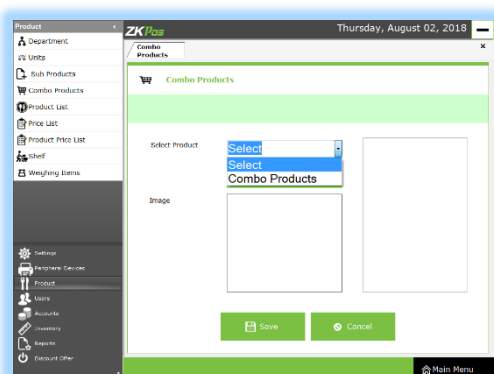 Product
Department
Units
Sub Products
Combo Products
Product List
Price List
Product Price List
Shelf
Weighing Items
Settings
Peripheral Devices
Product
Users
Accounts
Inventory
Reports
Discount Offer
ZKPos
Thursday, August 02, 2018
Combo
Products
x
Combo Products
Select Product
Select
Select
Combo Products
Image
Save
Cancel
Main Menu